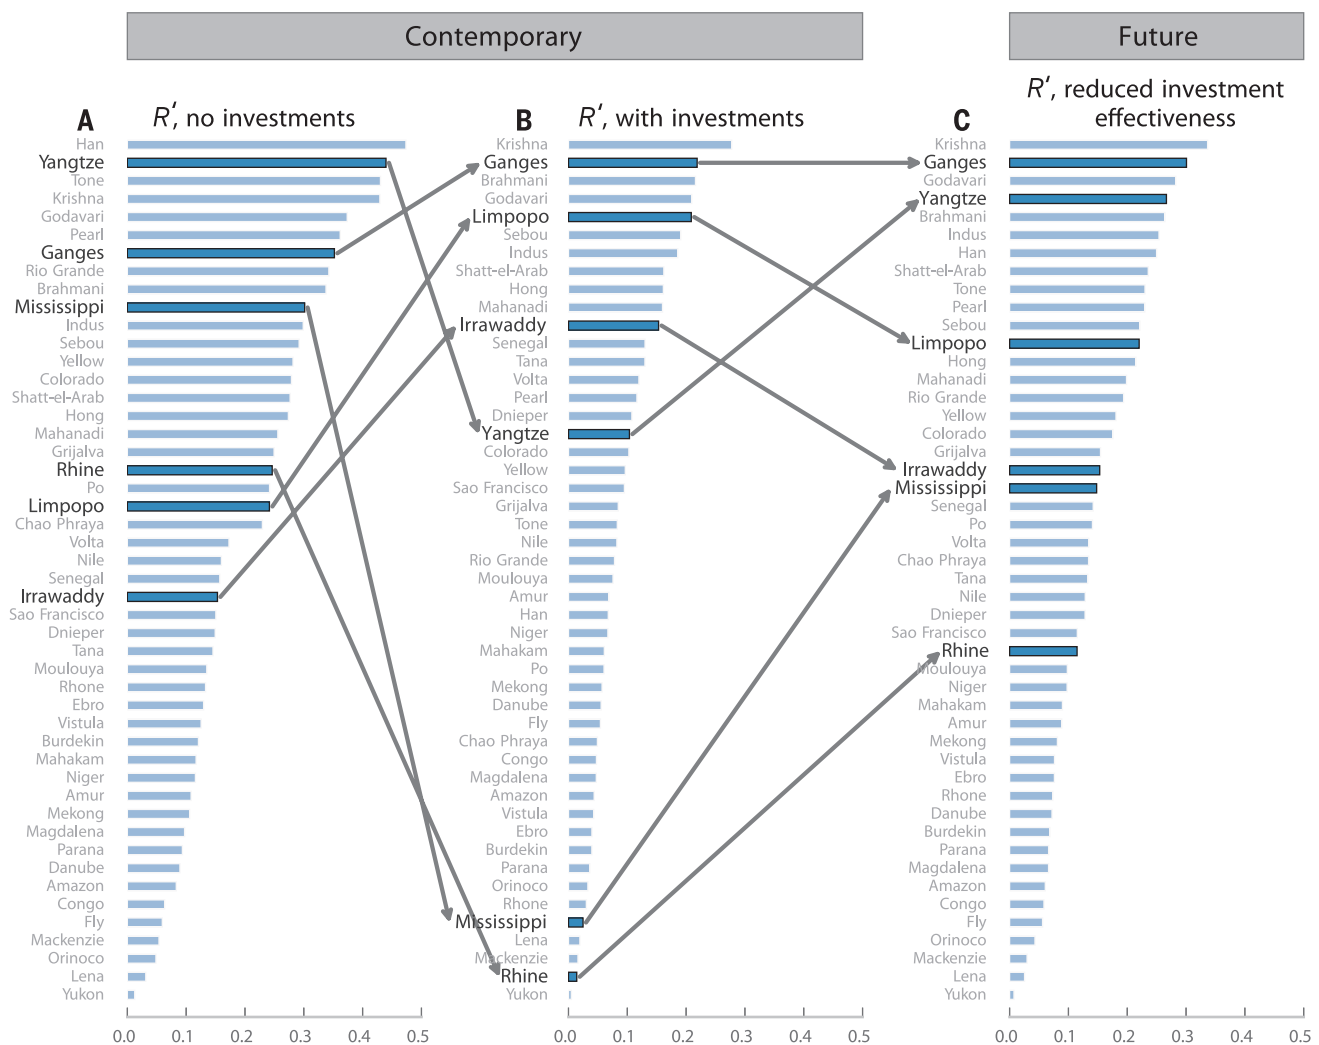 Contemporary
Future
A
R′, no investments
Han
Yangtze
Tone
Krishna
Godavari
Pearl
Ganges
Rio Grande
Brahmani
Mississippi
Indus
Sebou
Yellow
Colorado
Shatt-el-Arab
Hong
Mahanadi
Grijalva
Rhine
Po
Limpopo
Chao Phraya
Volta
Nile
Senegal
Irrawaddy
Sao Francisco
Dnieper
Tana
Moulouya
Rhone
Ebro
Vistula
Burdekin
Mahakam
Niger
Amur
Mekong
Magdalena
Parana
Danube
Amazon
Congo
Fly
Mackenzie
Orinoco
Lena
Yukon
0.0 0.1 0.2 0.3 0.4 0.5
B
R′, with investments
Krishna
Ganges
Brahmani
Godavari
Limpopo
Sebou
Indus
Shatt-el-Arab
Hong
Mahanadi
Irrawaddy
Senegal
Tana
Volta
Pearl
Dnieper
Yangtze
Colorado
Yellow
Sao Francisco
Grijalva
Tone
Nile
Rio Grande
Moulouya
Amur
Han
Niger
Mahakam
Po
Mekong
Danube
Fly
Chao Phraya
Congo
Magdalena
Amazon
Vistula
Ebro
Burdekin
Parana
Orinoco
Rhone
Mississippi
Lena
Mackenzie
Rhine
Yukon
0.0 0.1 0.2 0.3 0.4 0.5
C
R′, reduced investment
effectiveness
Krishna
Ganges
Godavari
Yangtze
Brahmani
Indus
Han
Shatt-el-Arab
Tone
Pearl
Sebou
Limpopo
Hong
Mahanadi
Rio Grande
Yellow
Colorado
Grijalva
Irrawaddy
Mississippi
Senegal
Po
Volta
Chao Phraya
Tana
Nile
Dnieper
Sao Francisco
Rhine
Moulouya
Niger
Mahakam
Amur
Mekong
Vistula
Ebro
Rhone
Danube
Burdekin
Parana
Magdalena
Amazon
Congo
Fly
Orinoco
Mackenzie
Lena
Yukon
0.0 0.1 0.2 0.3 0.4 0.5